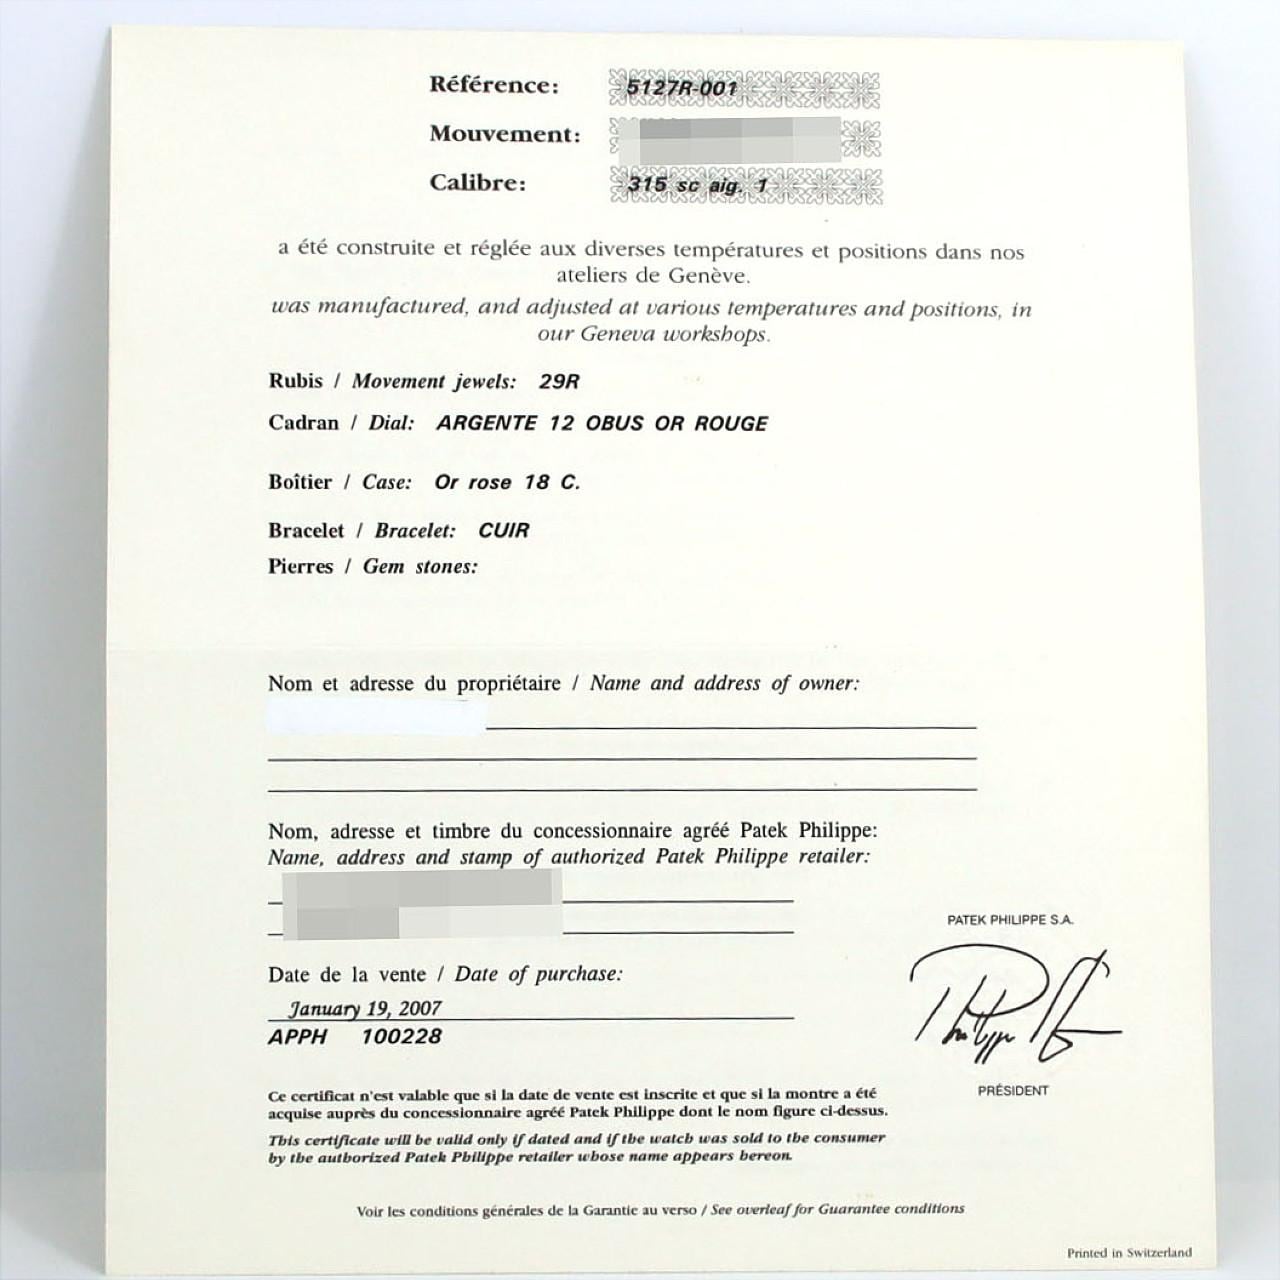 Référence: 5127R-001
Mouvement:
Calibre: 315 sc aig. 1
a été construite et réglée aux diverses températures et positions dans nos
ateliers de Genève.
was manufactured, and adjusted at various temperatures and positions, in
our Geneva workshops.
Rubis / Movement jewels: 29R
Cadran / Dial: ARGENTE 12 OBUS OR ROUGE
Boîtier / Case: Or rose 18 C.
Bracelet / Bracelet: CUIR
Pierres / Gem stones:
Nom et adresse du propriétaire / Name and address of owner:
Nom, adresse et timbre du concessionnaire agréé Patek Philippe:
Name, address and stamp of authorized Patek Philippe retailer:
PATEK PHILIPPE S.A.
Date de la vente / Date of purchase:
January 19, 2007
APPH 100228
PRÉSIDENT
Ce certificat n'est valable que si la date de vente est inscrite et que si la montre a été
acquise auprès du concessionnaire agréé Patek Philippe dont le nom figure ci-dessus.
This certificate will be valid only if dated and if the watch was sold to the consumer
by the authorized Patek Philippe retailer whose name appears hereon.
Voir les conditions générales de la Garantie au verso / See overleaf for Guarantee conditions
Printed in Switzerland